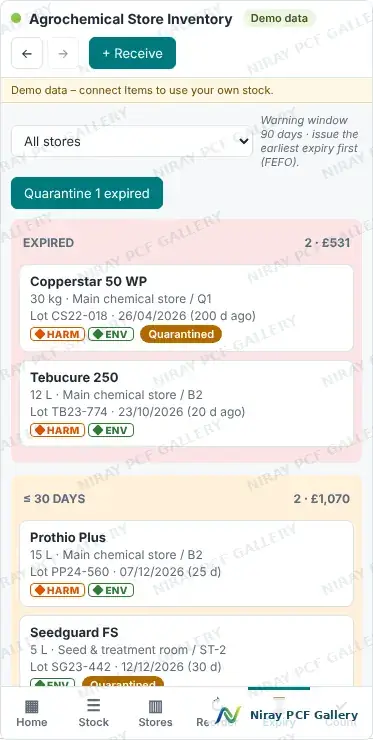 Agrochemical Store Inventory Demo data
← → + Receive
Demo data – connect Items to use your own stock.
All stores
Warning window
90 days · issue the
earliest expiry first
(FEFO).
Quarantine 1 expired
EXPIRED 2 · £531
Copperstar 50 WP
30 kg · Main chemical store / Q1
Lot CS22-018 · 26/04/2026 (200 d ago)
HARM ENV Quarantined
Tebucure 250
12 L · Main chemical store / B2
Lot TB23-774 · 23/10/2026 (20 d ago)
HARM ENV
≤ 30 DAYS 2 · £1,070
Prothio Plus
15 L · Main chemical store / B2
Lot PP24-560 · 07/12/2026 (25 d)
HARM ENV
Seedguard FS
5 L · Seed & treatment room / ST-2
Lot SG23-442 · 12/12/2026 (30 d)
ENV Quarantined
Home Stock Stores Expiry Count
Niray PCF Gallery
NIRAY PCF GALLERY